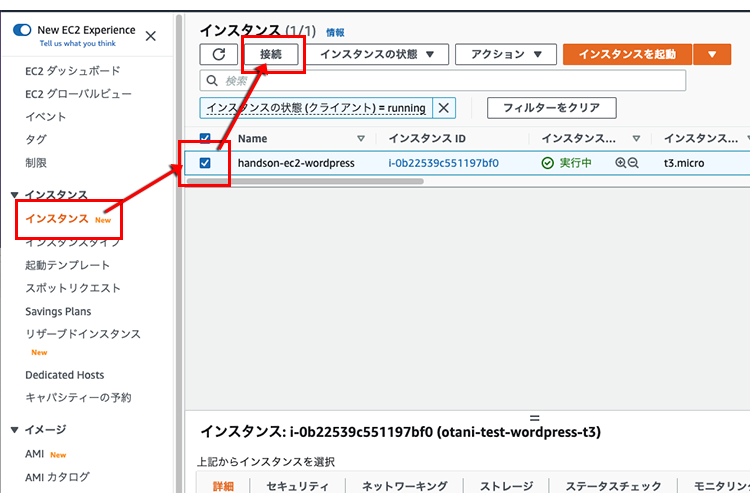 New EC2 Experience
Tell us what you think
EC2 ダッシュボード
EC2 グローバルビュー
イベント
タグ
制限
インスタンス
インスタンス New
インスタンスタイプ
起動テンプレート
スポットリクエスト
Savings Plans
リザーブドインスタンス
New
Dedicated Hosts
キャパシティーの予約
イメージ
AMI New
AMI カタログ
インスタンス (1/1) 情報
接続 インスタンスの状態 アクション インスタンスを起動
検索
インスタンスの状態 (クライアント) = running フィルターをクリア
Name インスタンス ID インスタンス... インスタンス...
handson-ec2-wordpress i-0b22539c551197bf0 実行中 t3.micro
インスタンス: i-0b22539c551197bf0 (otani-test-wordpress-t3)
上記からインスタンスを選択
詳細 セキュリティ ネットワーキング ストレージ ステータスチェック モニタリン